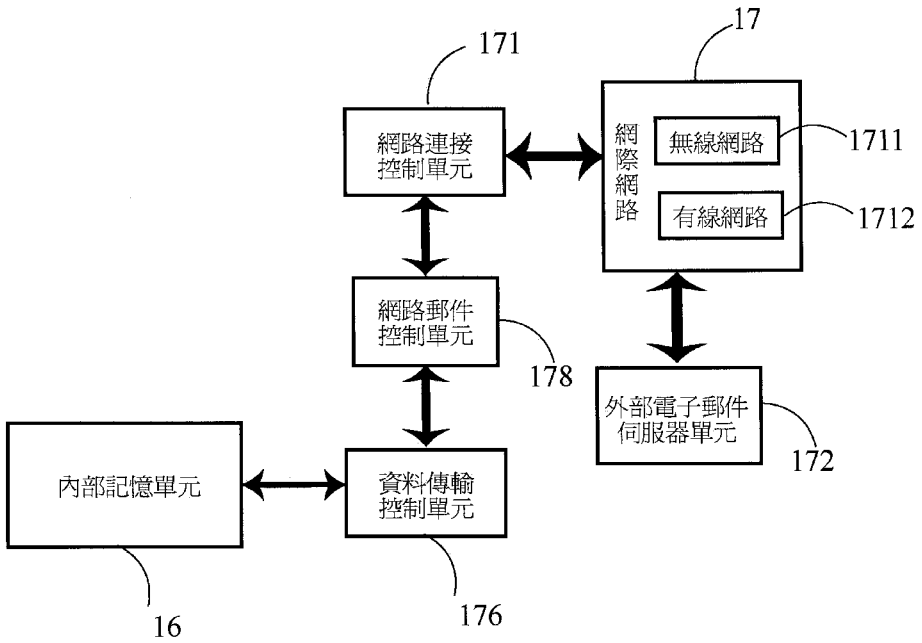 17
171
網路連接
控制單元
網際網路
無線網路
1711
有線網路
1712
網路郵件
控制單元
178
外部電子郵件
伺服器單元
172
內部記憶單元
資料傳輸
控制單元
16
176